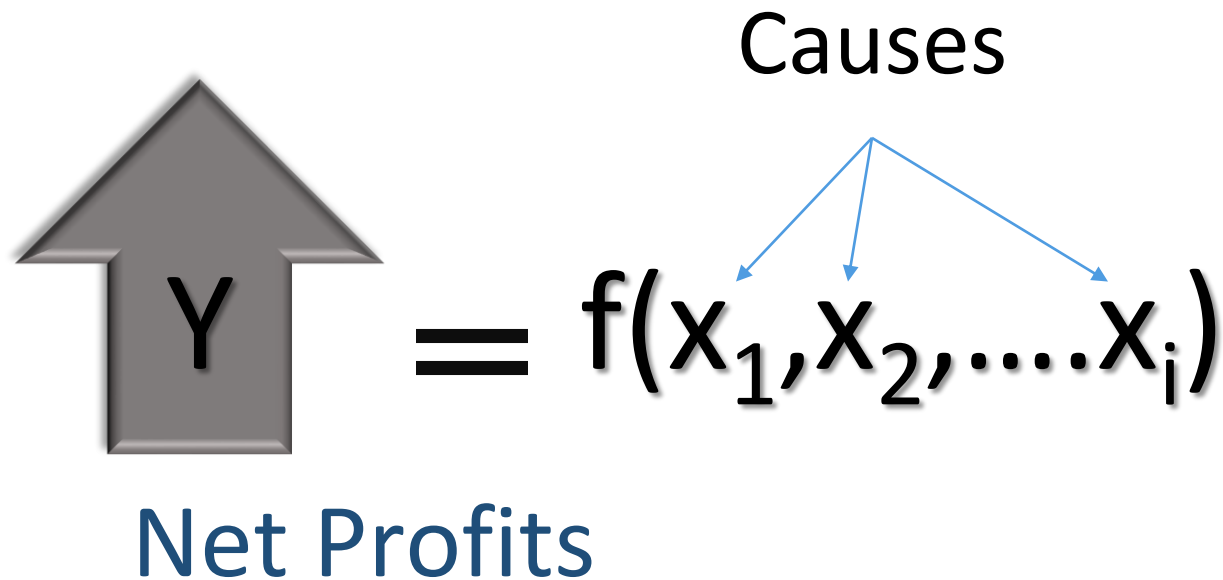 Causes
Y = f(x₁,x₂,....xᵢ)
Net Profits